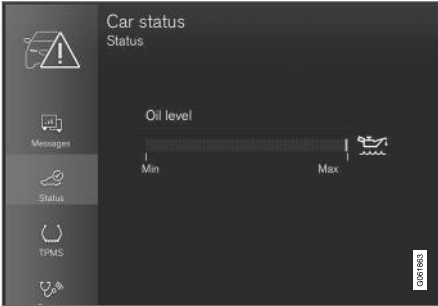 Car status
Status
Messages
Status
TPMS
Oil level
Min Max
G061863